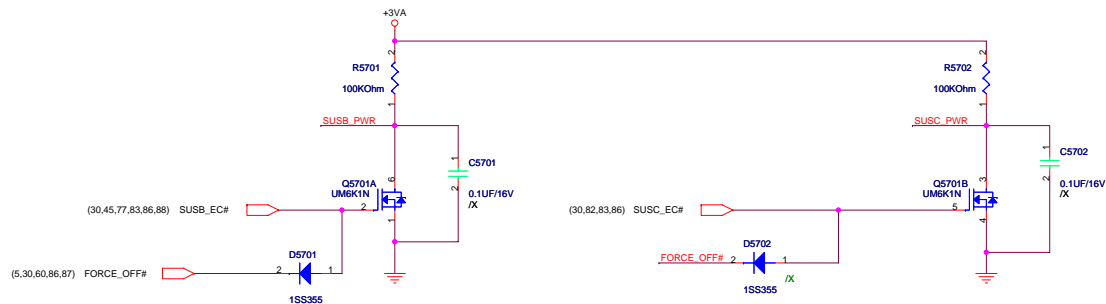 +3VA
2
R5701
100KOhm
1
SUSB_PWR
1
C5701
2
0.1UF/16V
/X
6
Q5701A
UM6K1N
2
1
(30,45,77,83,86,88) SUSB_EC#
D5701
2
1
1SS355
(5,30,60,86,87) FORCE_OFF#
2
R5702
100KOhm
1
SUSC_PWR
1
C5702
2
0.1UF/16V
/X
3
Q5701B
UM6K1N
5
4
(30,82,83,86) SUSC_EC#
D5702
FORCE_OFF#
2
1
/X
1SS355